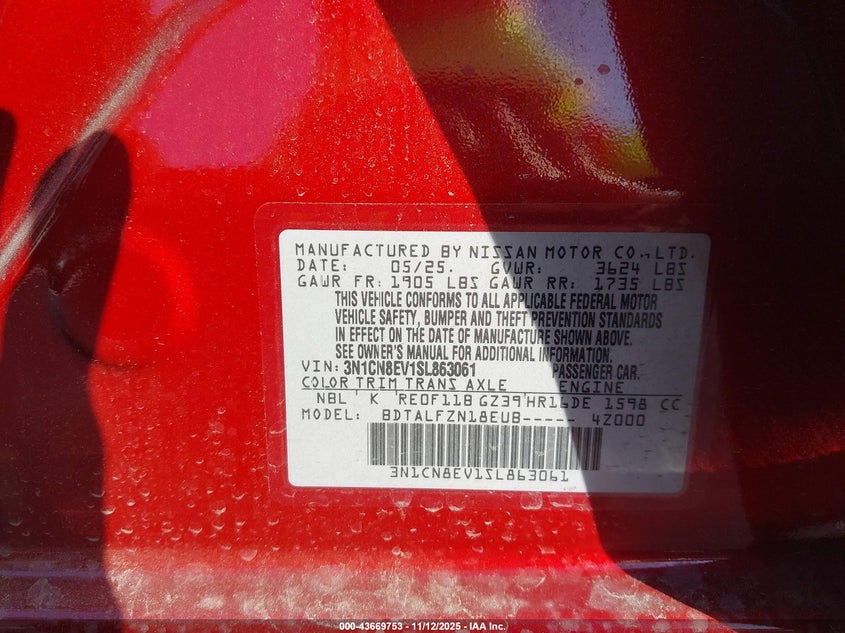 MANUFACTURED BY NISSAN MOTOR CO., LTD.
DATE: 05/25. GVWR: 3624 LBS
GAWR FR: 1905 LBS GAWR RR: 1735 LBS
THIS VEHICLE CONFORMS TO ALL APPLICABLE FEDERAL MOTOR
VEHICLE SAFETY, BUMPER AND THEFT PREVENTION STANDARDS
IN EFFECT ON THE DATE OF MANUFACTURE SHOWN ABOVE.
SEE OWNER'S MANUAL FOR ADDITIONAL INFORMATION.
VIN: 3N1CN8EV1SL863061 PASSENGER CAR.
COLOR TRIM TRANS AXLE ENGINE
NBL K RE0F11B GZ39 HR16DE 1598 CC
MODEL: BDTALFZN18EUB----- 4Z000
3N1CN8EV1SL863061
000-43669753 - 11/12/2025 - IAA Inc.